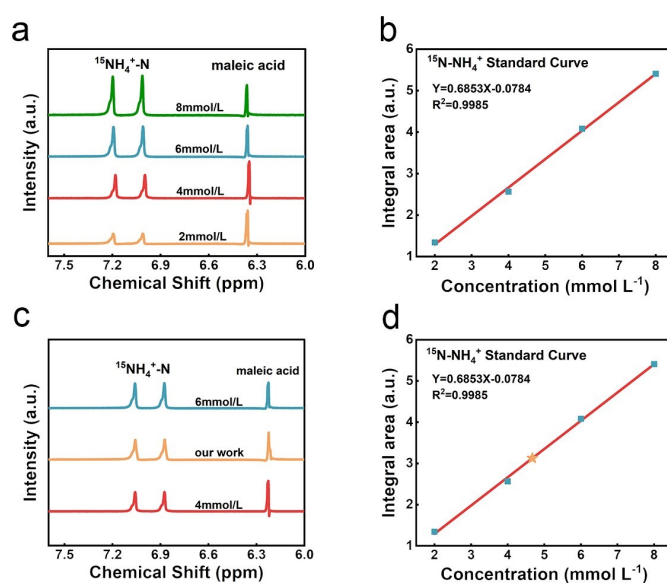 a
¹⁵NH₄⁺-N
maleic acid
8mmol/L
6mmol/L
4mmol/L
2mmol/L
Intensity (a.u.)
7.5 7.2 6.9 6.6 6.3 6.0
Chemical Shift (ppm)
b
¹⁵N-NH₄⁺ Standard Curve
Y=0.6853X-0.0784
R²=0.9985
Integral area (a.u.)
6
5
4
3
2
1
2 3 4 5 6 7 8
Concentration (mmol L⁻¹)
c
¹⁵NH₄⁺-N
maleic acid
6mmol/L
our work
4mmol/L
Intensity (a.u.)
7.5 7.2 6.9 6.6 6.3 6.0
Chemical Shift (ppm)
d
¹⁵N-NH₄⁺ Standard Curve
Y=0.6853X-0.0784
R²=0.9985
Integral area (a.u.)
6
5
4
3
2
1
2 3 4 5 6 7 8
Concentration (mmol L⁻¹)